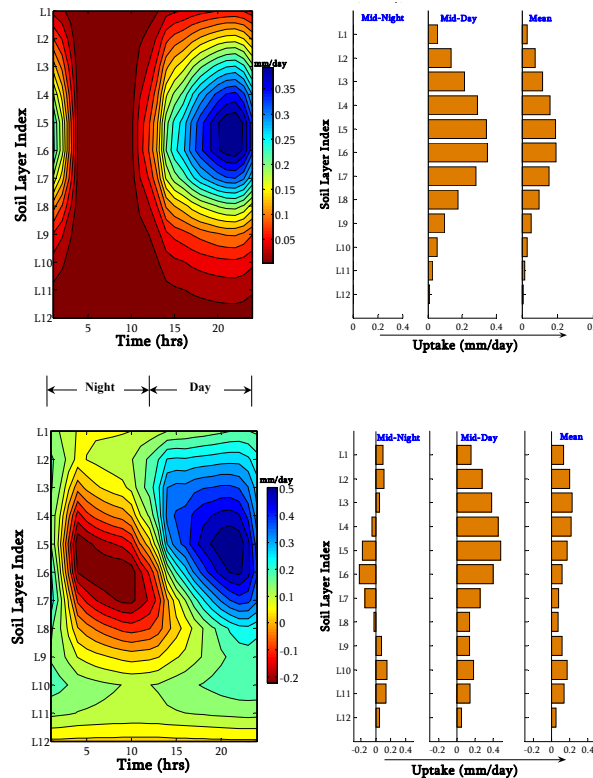 L1
L2
L3
L4
L5
L6
L7
L8
L9
L10
L11
L12
Soil Layer Index
5 10 15 20
Time (hrs)
mm/day
0.35
0.3
0.25
0.2
0.15
0.1
0.05
Mid-Night Mid-Day Mean
L1
L2
L3
L4
L5
L6
L7
L8
L9
L10
L11
L12
Soil Layer Index
0 0.2 0.4 0 0.2 0.4 0 0.2 0.4
Uptake (mm/day)
Night Day
L1
L2
L3
L4
L5
L6
L7
L8
L9
L10
L11
L12
Soil Layer Index
5 10 15 20
Time (hrs)
mm/day
0.5
0.4
0.3
0.2
0.1
0
-0.1
-0.2
Mid-Night Mid-Day Mean
L1
L2
L3
L4
L5
L6
L7
L8
L9
L10
L11
L12
Soil Layer Index
-0.2 0 0.2 0.5 0 0.2 0.5 0 0.2 0.5
Uptake (mm/day)